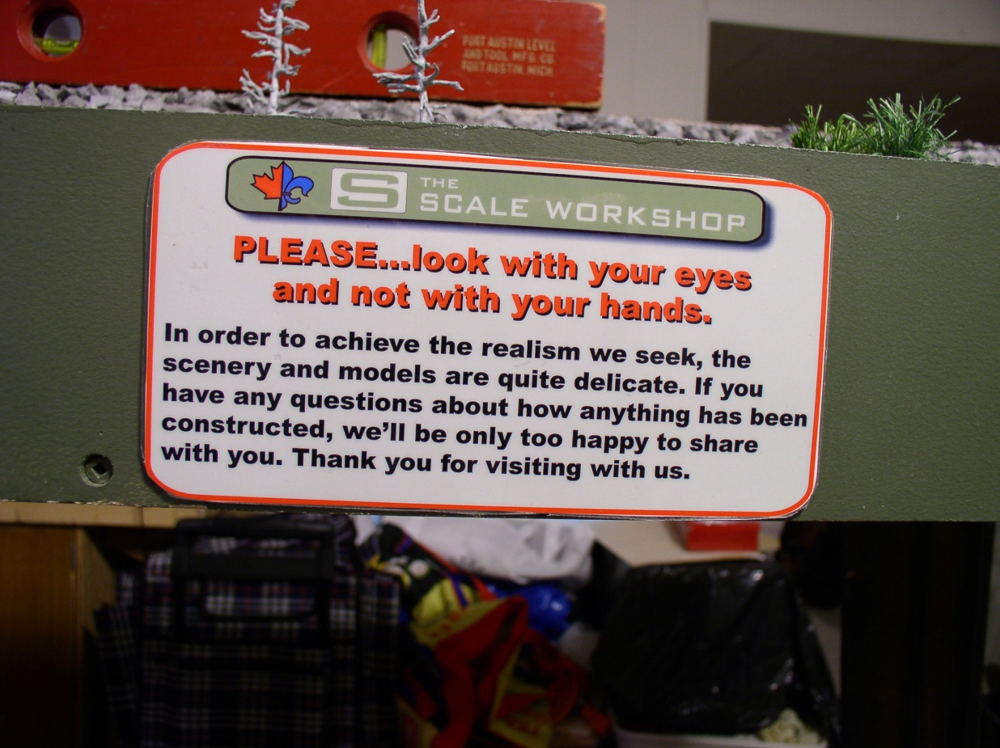 PORT AUSTIN LEVEL
AND TOOL MFG. CO.
PORT AUSTIN, MICH
S THE
SCALE WORKSHOP
PLEASE...look with your eyes
and not with your hands.
In order to achieve the realism we seek, the
scenery and models are quite delicate. If you
have any questions about how anything has been
constructed, we'll be only too happy to share
with you. Thank you for visiting with us.